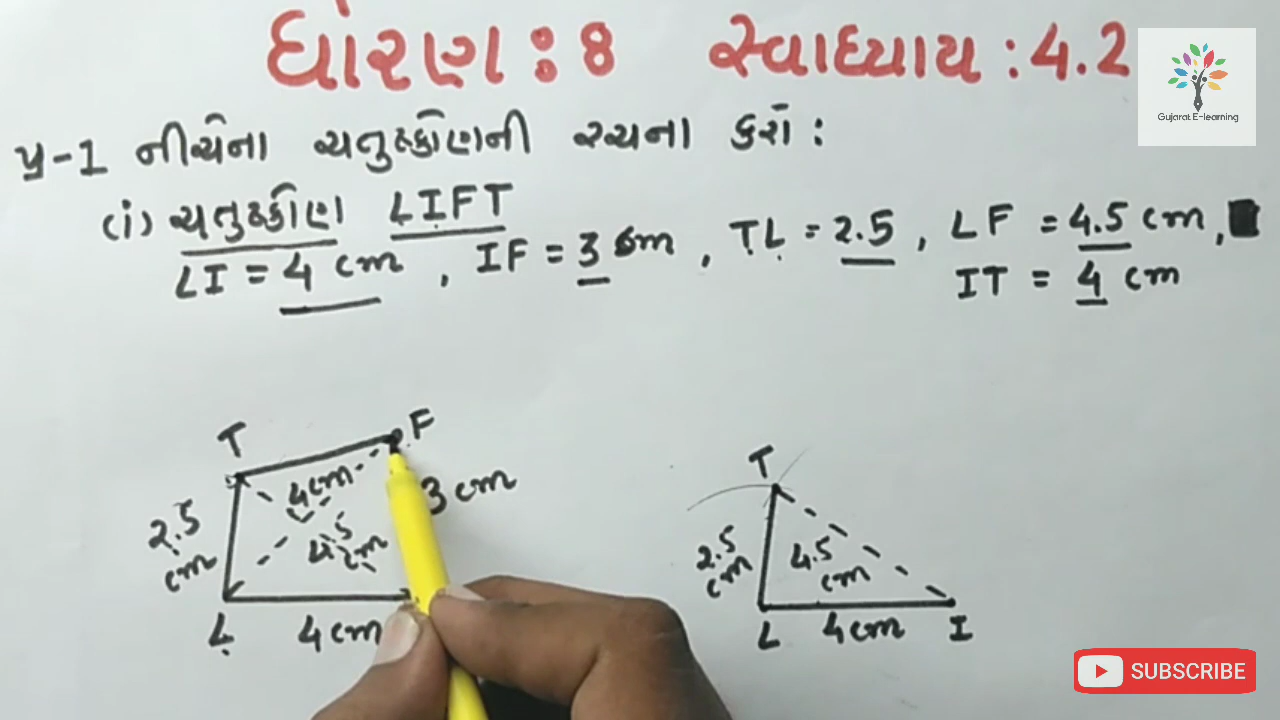 ધોરણ : 8 સ્વાધ્યાય : 4.2
Gujarat E-learning
પ્ર-1 નીચેના ચતુષ્કોણની રચના કરો :
(i) ચતુષ્કોણ LIFT
LI = 4 cm , IF = 3 cm , TL = 2.5 , LF = 4.5 cm ,
IT = 4 cm
T F
4 cm 3 cm
2.5 cm
4.5 cm
L 4 cm
T
2.5 cm 4.5 cm
L 4 cm I
SUBSCRIBE